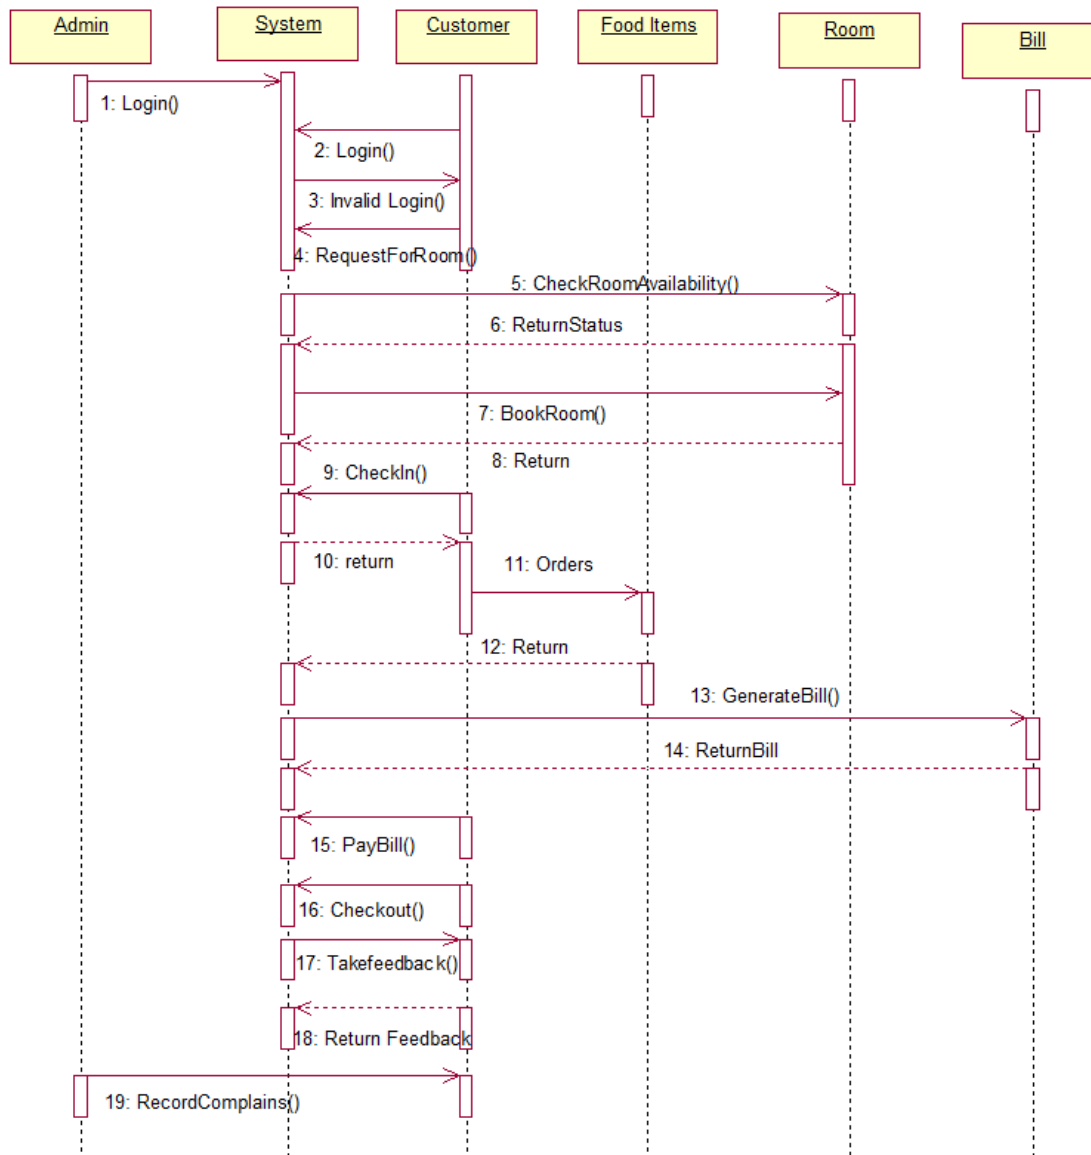 Admin
System
Customer
Food Items
Room
Bill
1: Login()
2: Login()
3: Invalid Login()
4: RequestForRoom()
5: CheckRoomAvailability()
6: ReturnStatus
7: BookRoom()
8: Return
9: CheckIn()
10: return
11: Orders
12: Return
13: GenerateBill()
14: ReturnBill
15: PayBill()
16: Checkout()
17: Takefeedback()
18: Return Feedback
19: RecordComplains()